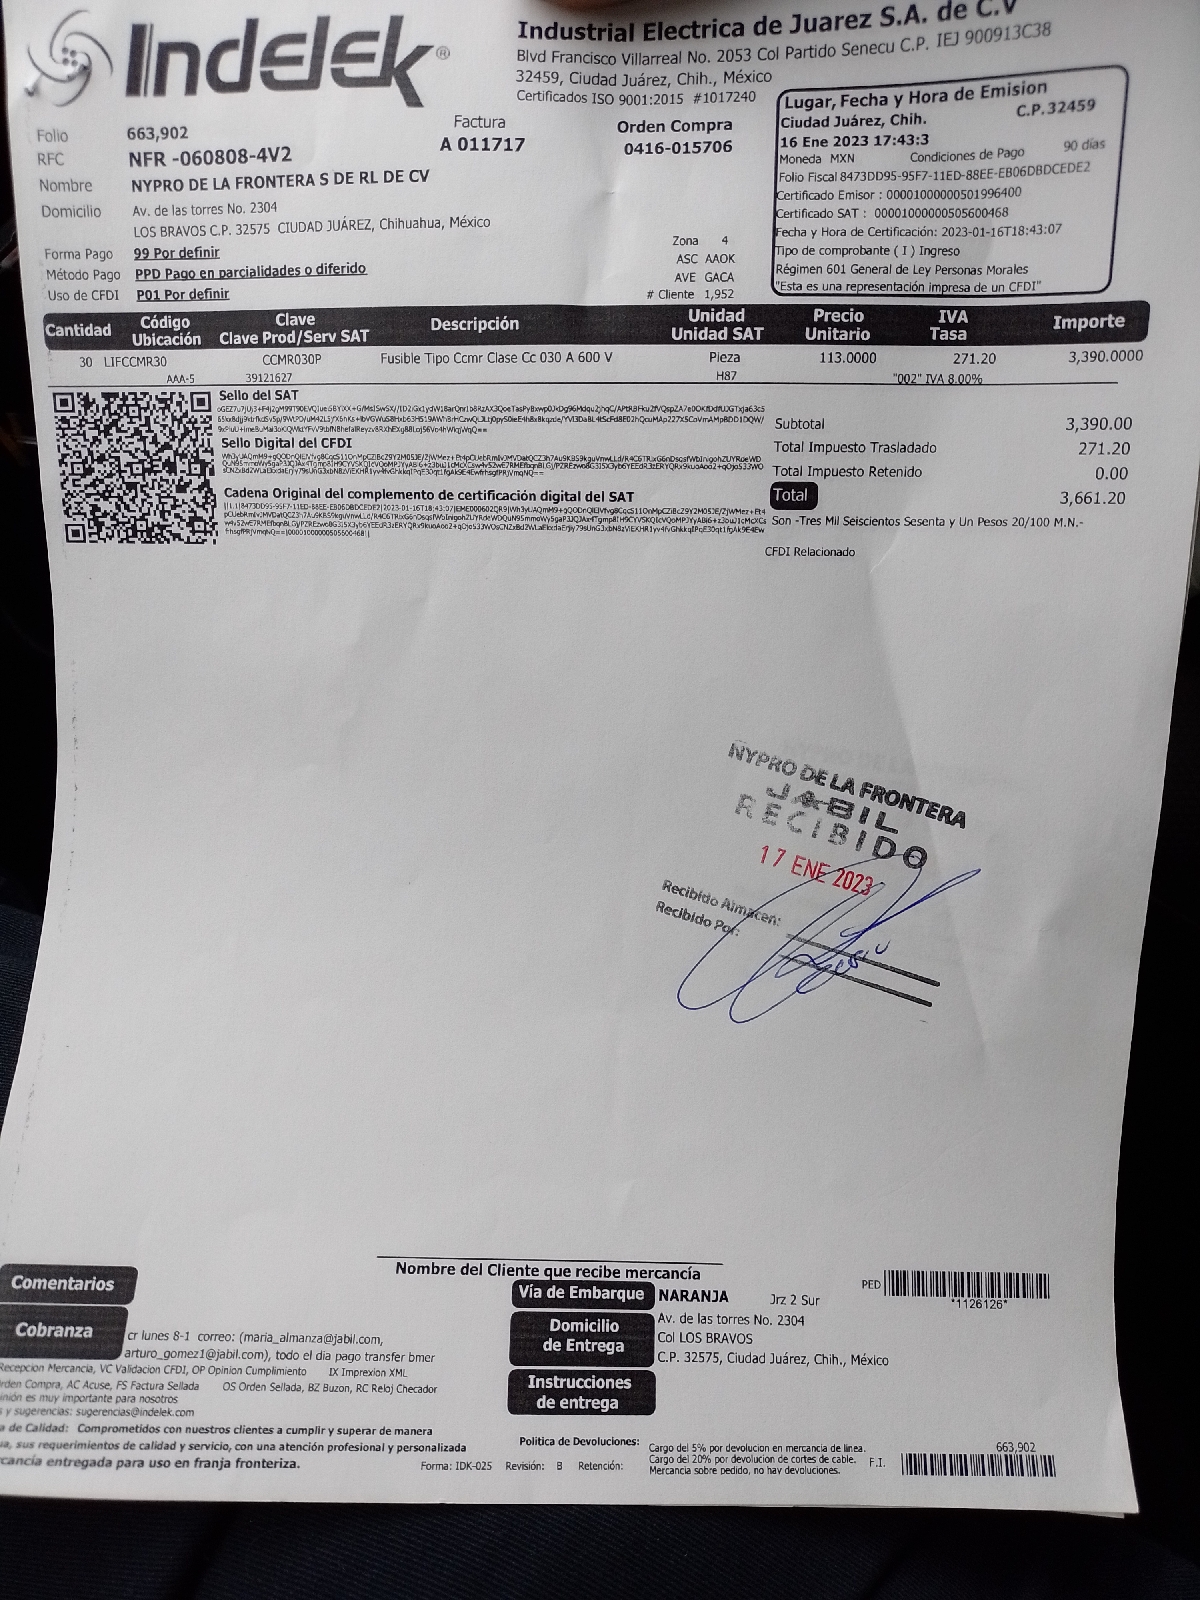 Indelek®
Industrial Electrica de Juarez S.A. de C.V
Blvd Francisco Villarreal No. 2053 Col Partido Senecu C.P. IEJ 900913C38
32459, Ciudad Juárez, Chih., México
Certificados ISO 9001:2015 #1017240
Folio 663,902
RFC NFR -060808-4V2
Nombre NYPRO DE LA FRONTERA S DE RL DE CV
Domicilio Av. de las torres No. 2304
LOS BRAVOS C.P. 32575 CIUDAD JUÁREZ, Chihuahua, México
Forma Pago 99 Por definir
Método Pago PPD Pago en parcialidades o diferido
Uso de CFDI P01 Por definir
Factura
A 011717
Orden Compra
0416-015706
Zona 4
ASC AAOK
AVE GACA
# Cliente 1,952
Lugar, Fecha y Hora de Emision
C.P.32459
Ciudad Juárez, Chih.
16 Ene 2023 17:43:3
Moneda MXN Condiciones de Pago 90 días
Folio Fiscal 8473DD95-95F7-11ED-88EE-EB06DBDCEDE2
Certificado Emisor : 00001000000501996400
Certificado SAT : 00001000000505600468
Fecha y Hora de Certificación: 2023-01-16T18:43:07
Tipo de comprobante ( I ) Ingreso
Régimen 601 General de Ley Personas Morales
"Esta es una representación impresa de un CFDI"
Cantidad Código Ubicación Clave Clave Prod/Serv SAT Descripción Unidad Unidad SAT Precio Unitario IVA Tasa Importe
30 LIFCCMR30 CCMR030P Fusible Tipo Ccmr Clase Cc 030 A 600 V Pieza 113.0000 271.20 3,390.0000
AAA-5 39121627 H87 "002" IVA 8.00%
Sello del SAT
Sello Digital del CFDI
Cadena Original del complemento de certificación digital del SAT
Subtotal 3,390.00
Total Impuesto Trasladado 271.20
Total Impuesto Retenido 0.00
Total 3,661.20
Son -Tres Mil Seiscientos Sesenta y Un Pesos 20/100 M.N.-
CFDI Relacionado
NYPRO DE LA FRONTERA
JABIL
RECIBIDO
17 ENE 2023
Recibido Almacen:
Recibido Por:
Nombre del Cliente que recibe mercancía
Comentarios
Cobranza
cr lunes 8-1 correo: (maria_almanza@jabil.com,
arturo_gomez1@jabil.com), todo el dia pago transfer bmer
Recepcion Mercancia, VC Validacion CFDI, OP Opinion Cumplimiento IX Imprexion XML
Orden Compra, AC Acuse, FS Factura Sellada OS Orden Sellada, BZ Buzon, RC Reloj Checador
es muy importante para nosotros
y sugerencias: sugerencias@indelek.com
de Calidad: Comprometidos con nuestros clientes a cumplir y superar de manera
sus requerimientos de calidad y servicio, con una atención profesional y personalizada
entregada para uso en franja fronteriza.
Vía de Embarque NARANJA Jrz 2 Sur
Domicilio de Entrega
Av. de las torres No. 2304
Col LOS BRAVOS
C.P. 32575, Ciudad Juárez, Chih., México
Instrucciones de entrega
PED
*1126126*
Forma: IDK-025 Revisión: B Retención:
Politica de Devoluciones:
Cargo del 5% por devolucion en mercancia de linea.
Cargo del 20% por devolucion de cortes de cable.
Mercancia sobre pedido, no hay devoluciones.
F.I.
663,902